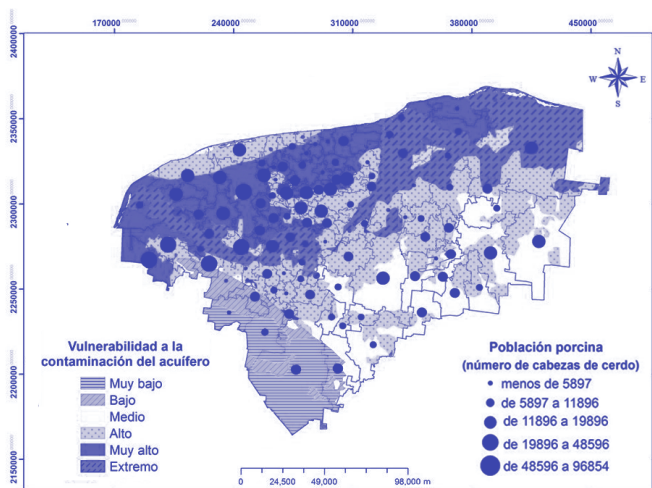 170000 240000 310000 380000 450000
2400000
2350000
2300000
2250000
2200000
2150000
N
W E
S
Vulnerabilidad a la
contaminación del acuífero
Muy bajo
Bajo
Medio
Alto
Muy alto
Extremo
Población porcina
(número de cabezas de cerdo)
menos de 5897
de 5897 a 11896
de 11896 a 19896
de 19896 a 48596
de 48596 a 96854
0 24,500 49,000 98,000 m